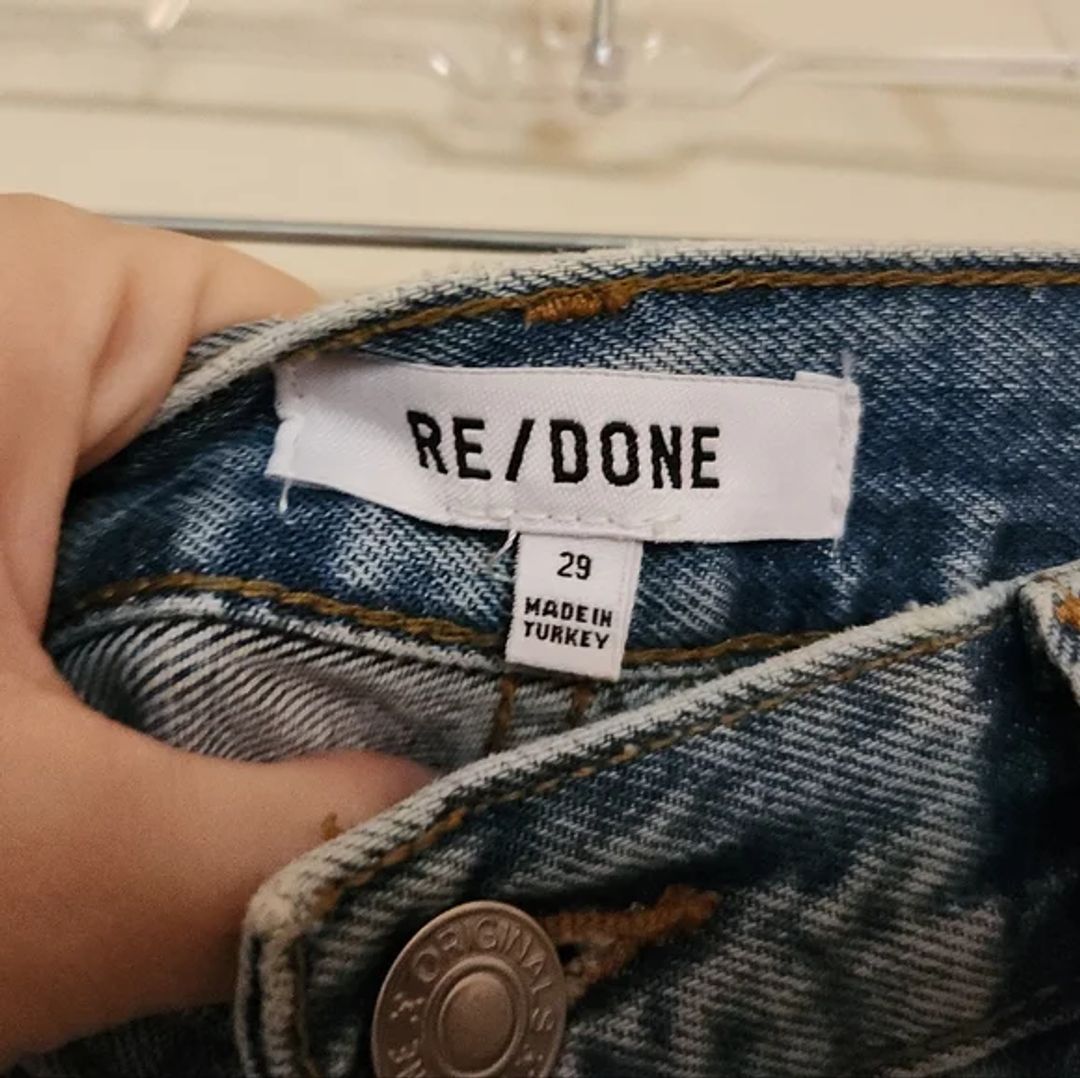 RE/DONE
29
MADE IN
TURKEY
ORIGINALS